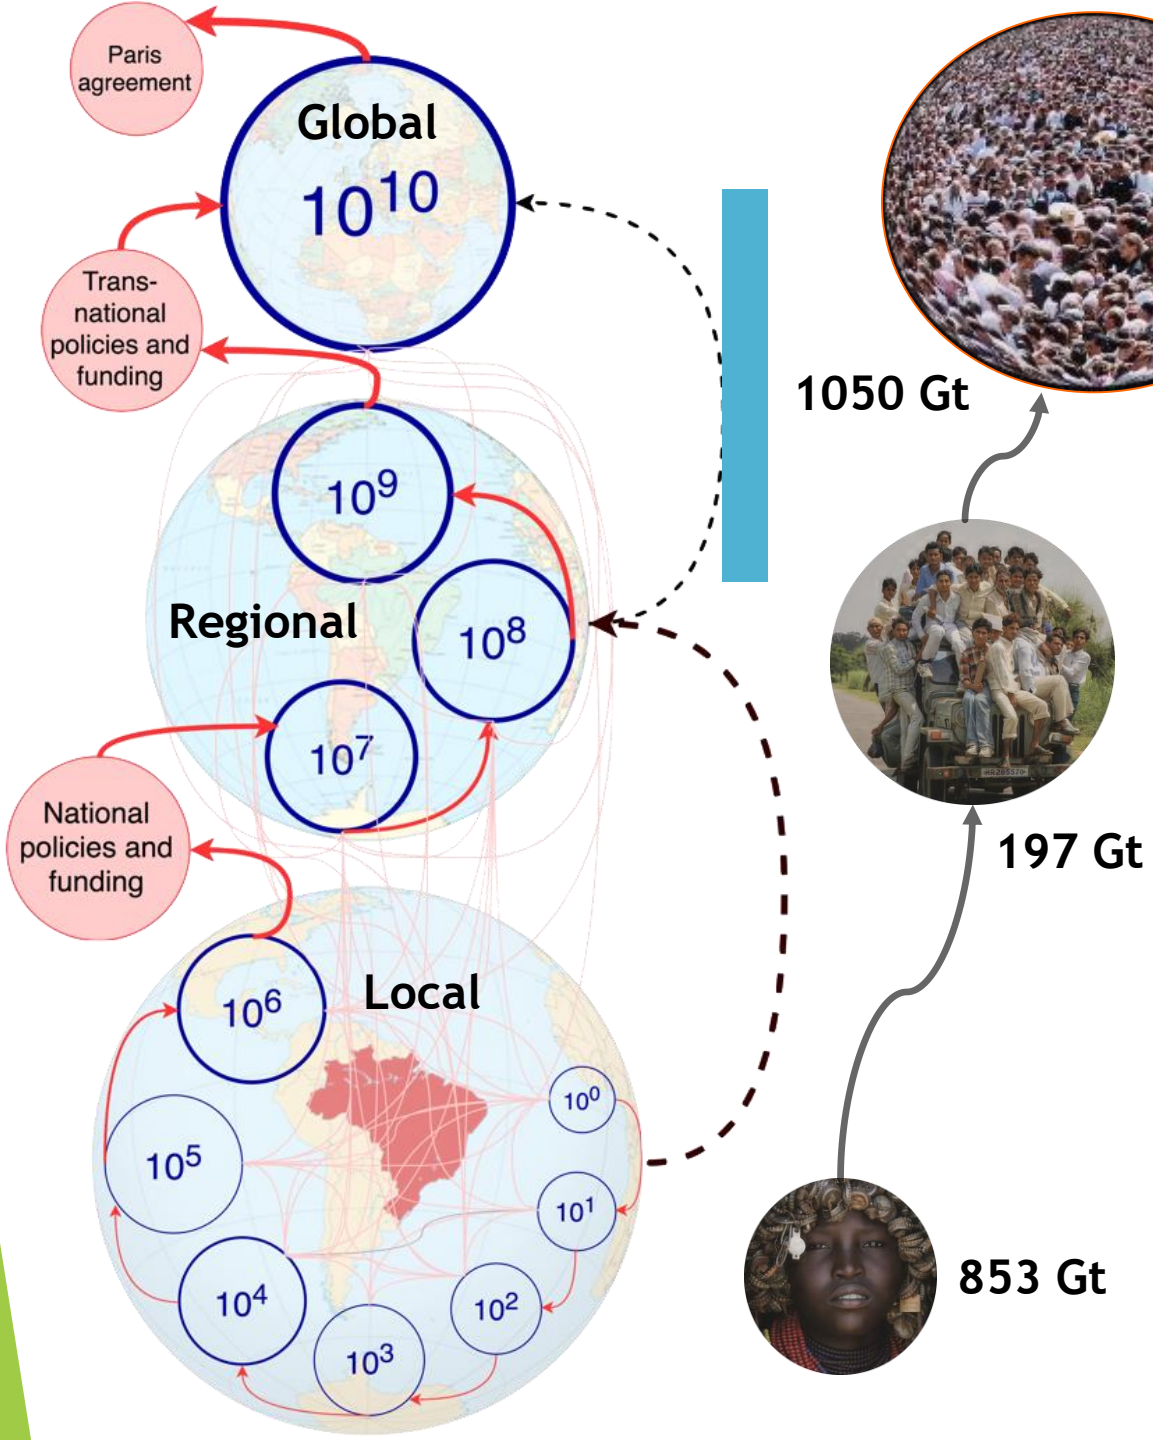 Paris
agreement
Global
10¹⁰
Trans-
national
policies and
funding
1050 Gt
10⁹
Regional
10⁸
10⁷
National
policies and
funding
197 Gt
Local
10⁶
10⁰
10⁵
10¹
10⁴
10²
10³
853 Gt